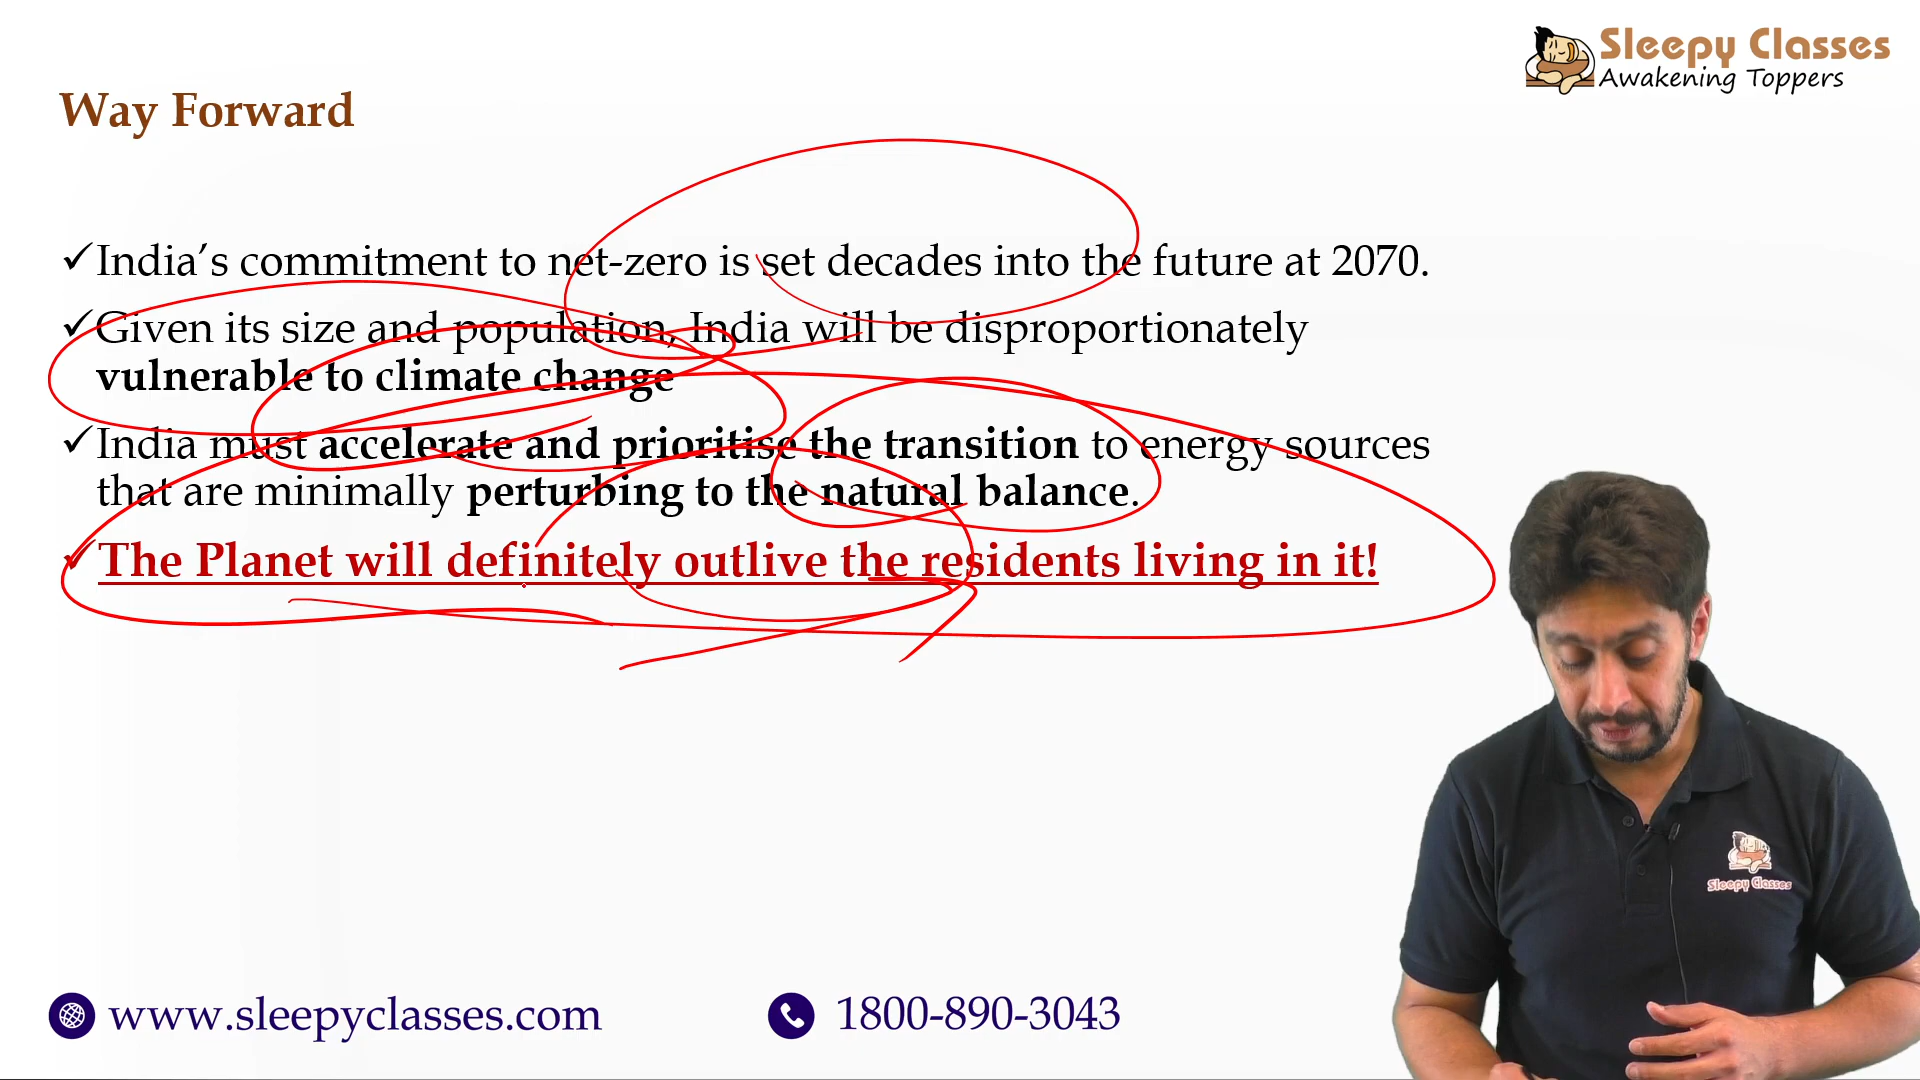 Sleepy Classes
Awakening Toppers
Way Forward
✓India’s commitment to net-zero is set decades into the future at 2070.
✓Given its size and population, India will be disproportionately
vulnerable to climate change
✓India must accelerate and prioritise the transition to energy sources
that are minimally perturbing to the natural balance.
✓The Planet will definitely outlive the residents living in it!
Sleepy Classes
www.sleepyclasses.com
1800-890-3043